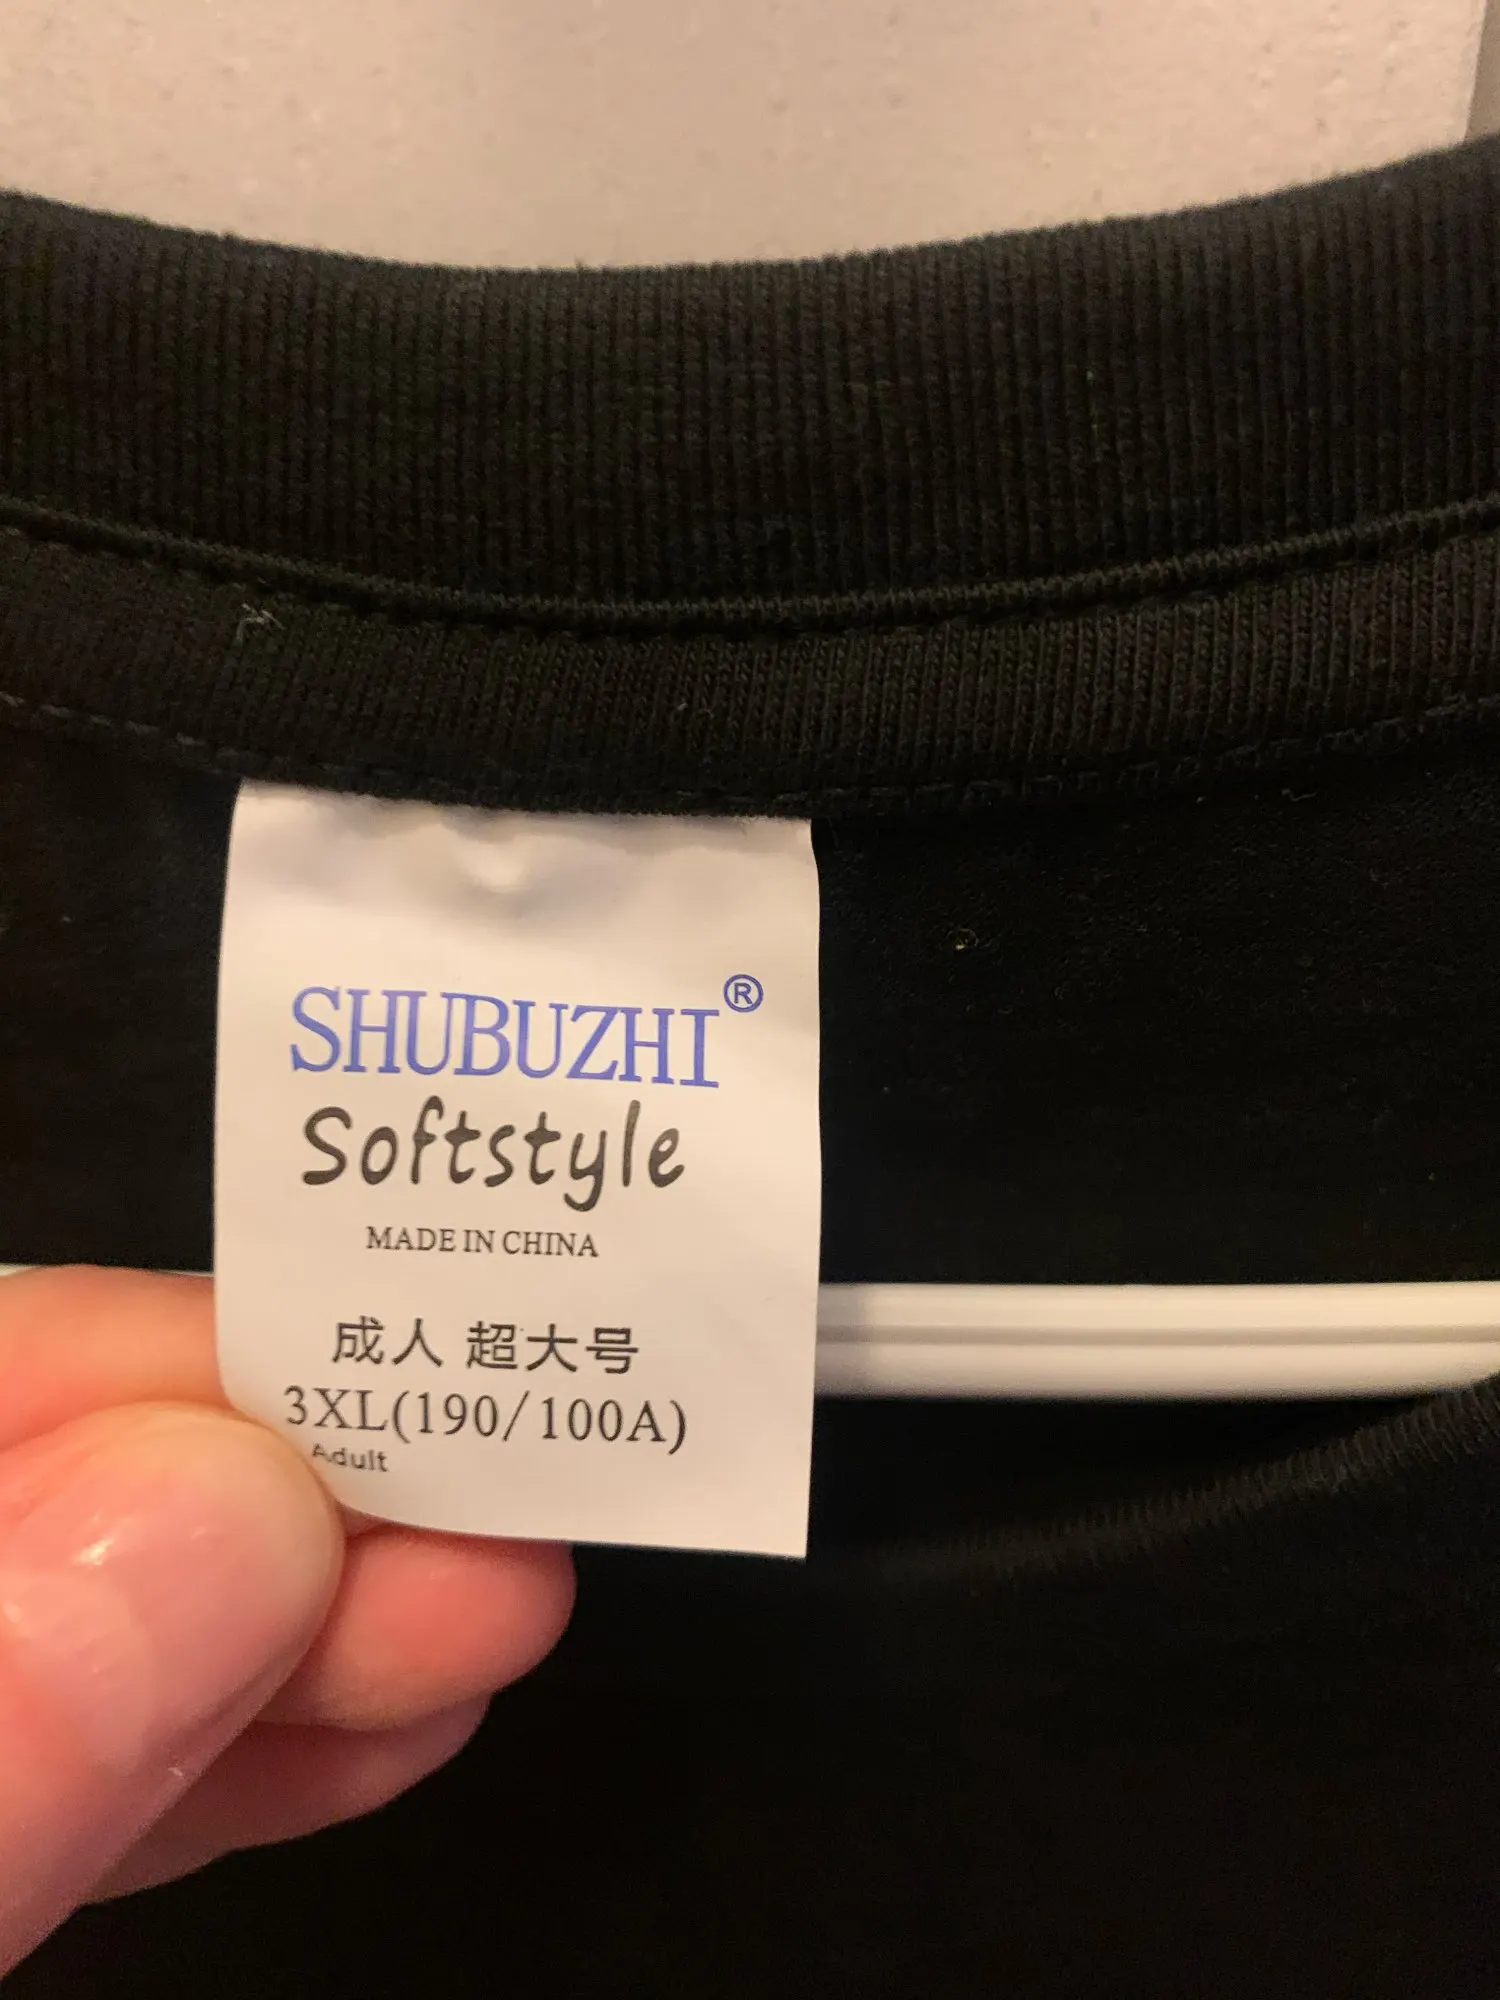 SHUBUZHI®
Softstyle
MADE IN CHINA
成人 超大号
3XL(190/100A)
Adult